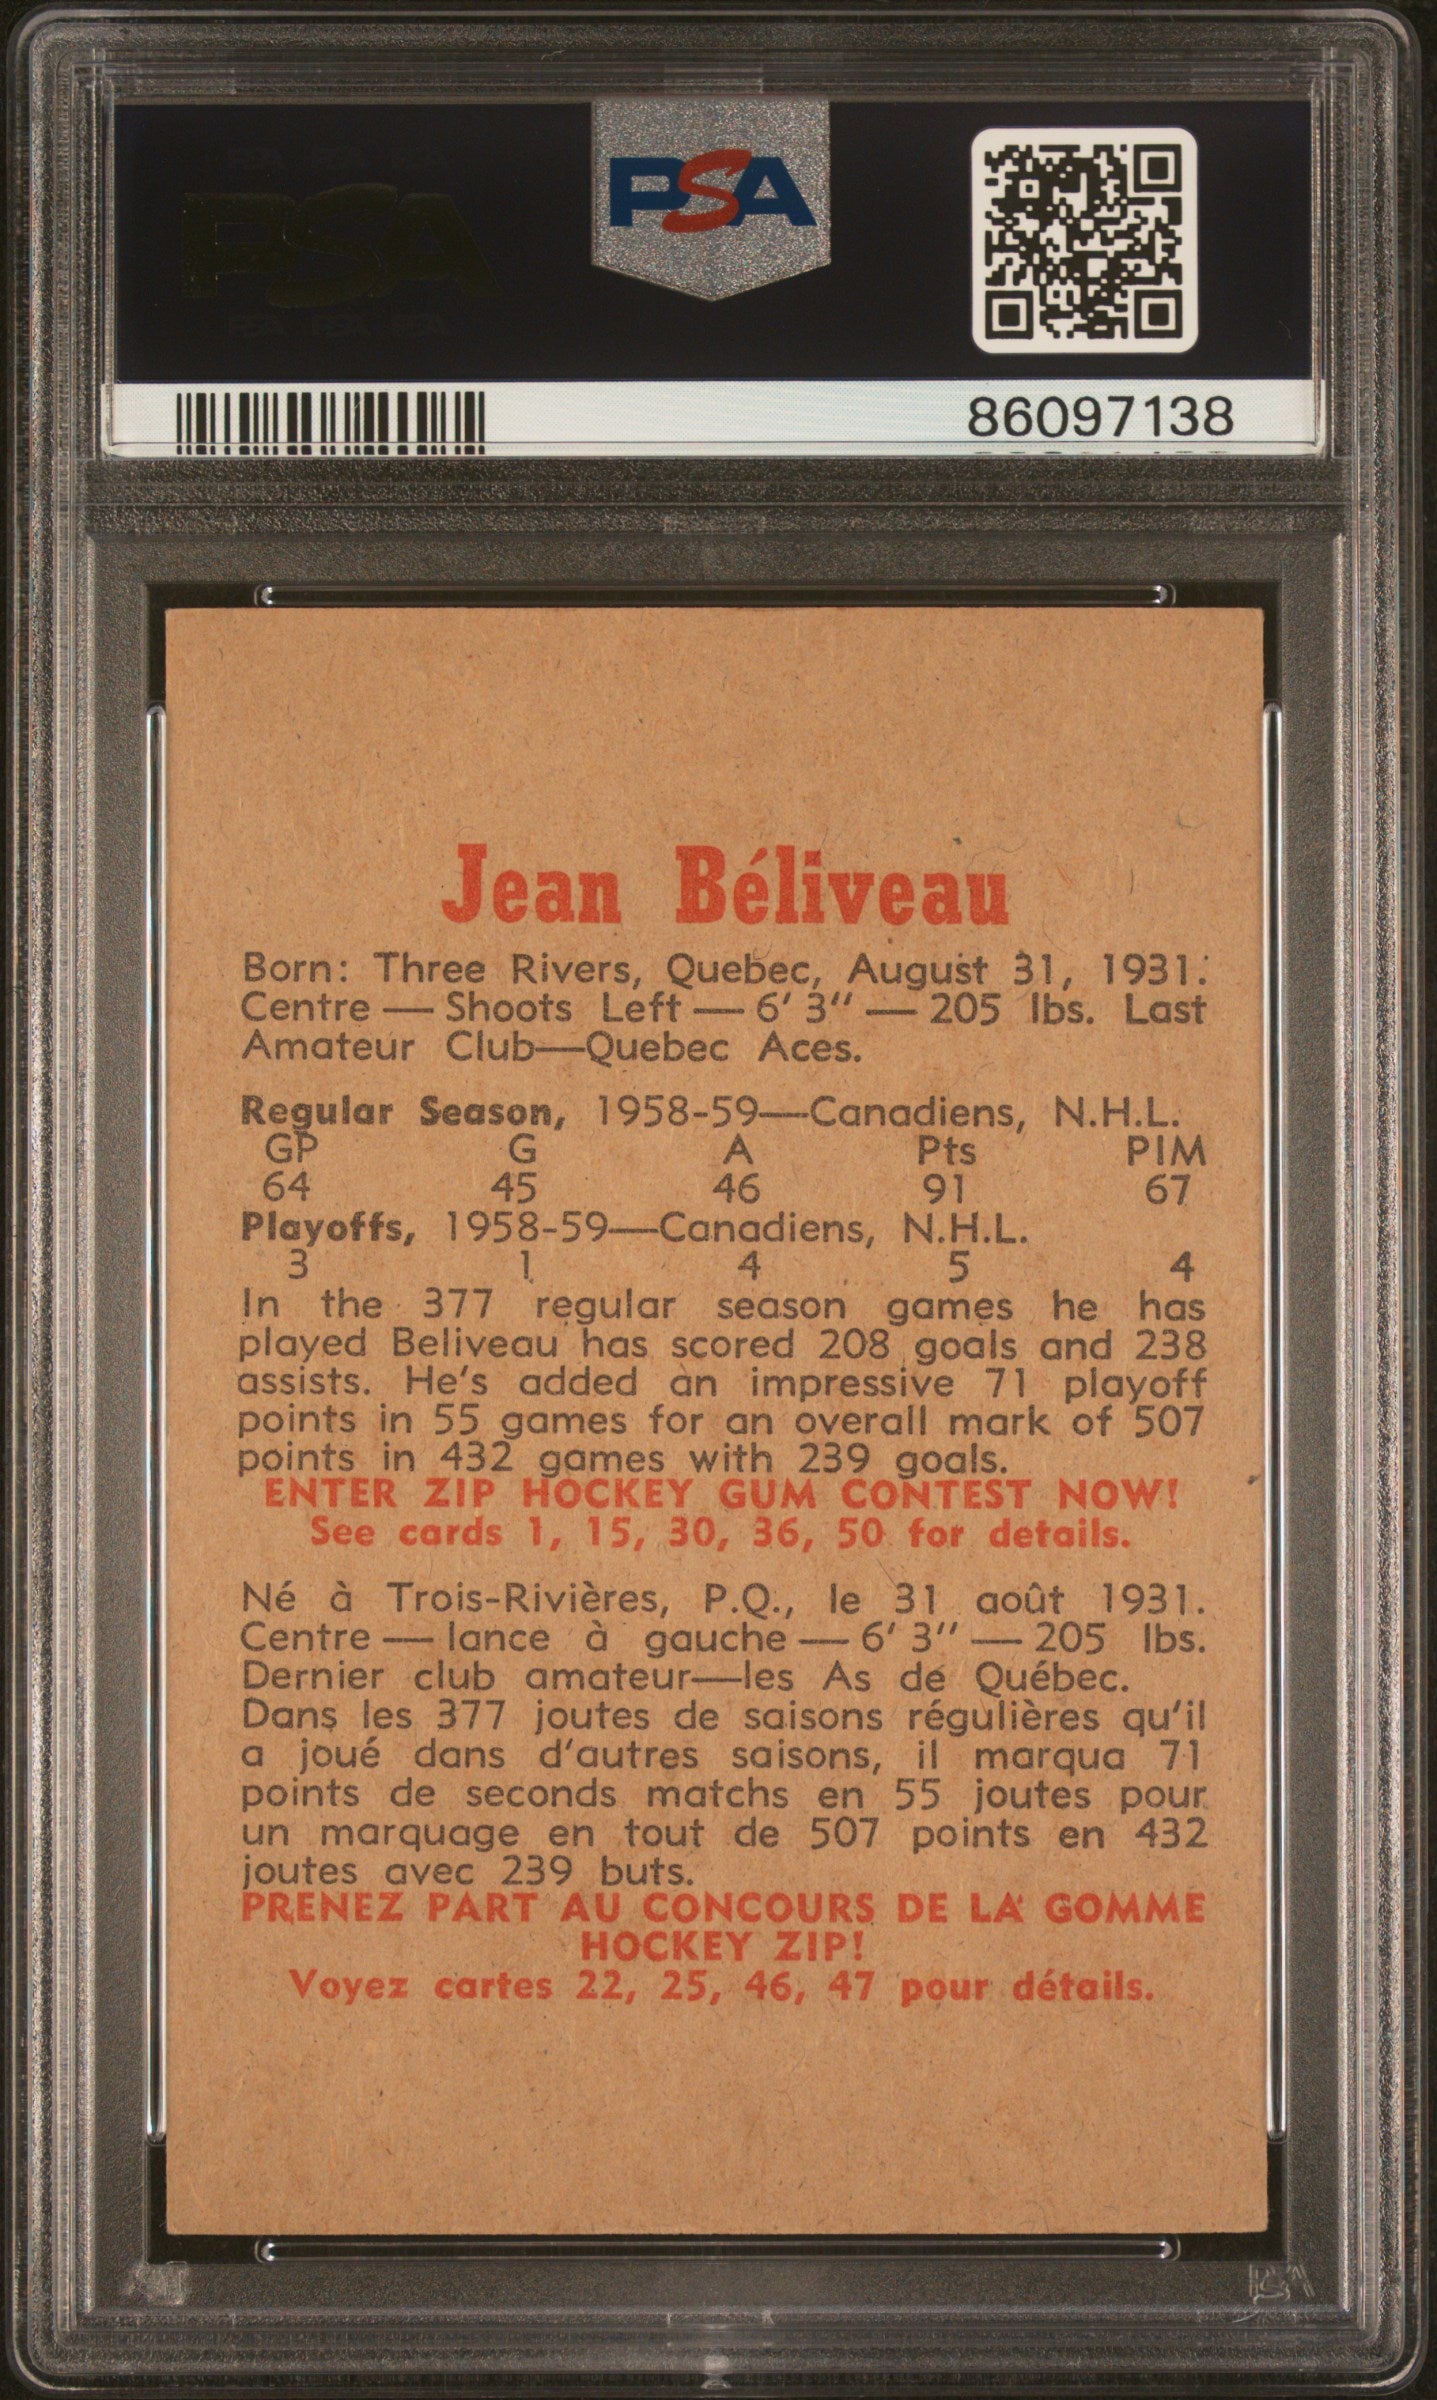 PSA
PSA
86097138
Jean Béliveau
Born: Three Rivers, Quebec, August 31, 1931.
Centre — Shoots Left — 6' 3" — 205 lbs. Last
Amateur Club—Quebec Aces.
Regular Season, 1958-59—Canadiens, N.H.L.
GP G A Pts PIM
64 45 46 91 67
Playoffs, 1958-59—Canadiens, N.H.L.
3 1 4 5 4
In the 377 regular season games he has
played Beliveau has scored 208 goals and 238
assists. He's added an impressive 71 playoff
points in 55 games for an overall mark of 507
points in 432 games with 239 goals.
ENTER ZIP HOCKEY GUM CONTEST NOW!
See cards 1, 15, 30, 36, 50 for details.
Né à Trois-Rivières, P.Q., le 31 août 1931.
Centre — lance à gauche — 6' 3" — 205 lbs.
Dernier club amateur—les As de Québec.
Dans les 377 joutes de saisons régulières qu'il
a joué dans d'autres saisons, il marqua 71
points de seconds matchs en 55 joutes pour
un marquage en tout de 507 points en 432
joutes avec 239 buts.
PRENEZ PART AU CONCOURS DE LA GOMME
HOCKEY ZIP!
Voyez cartes 22, 25, 46, 47 pour détails.
PSA